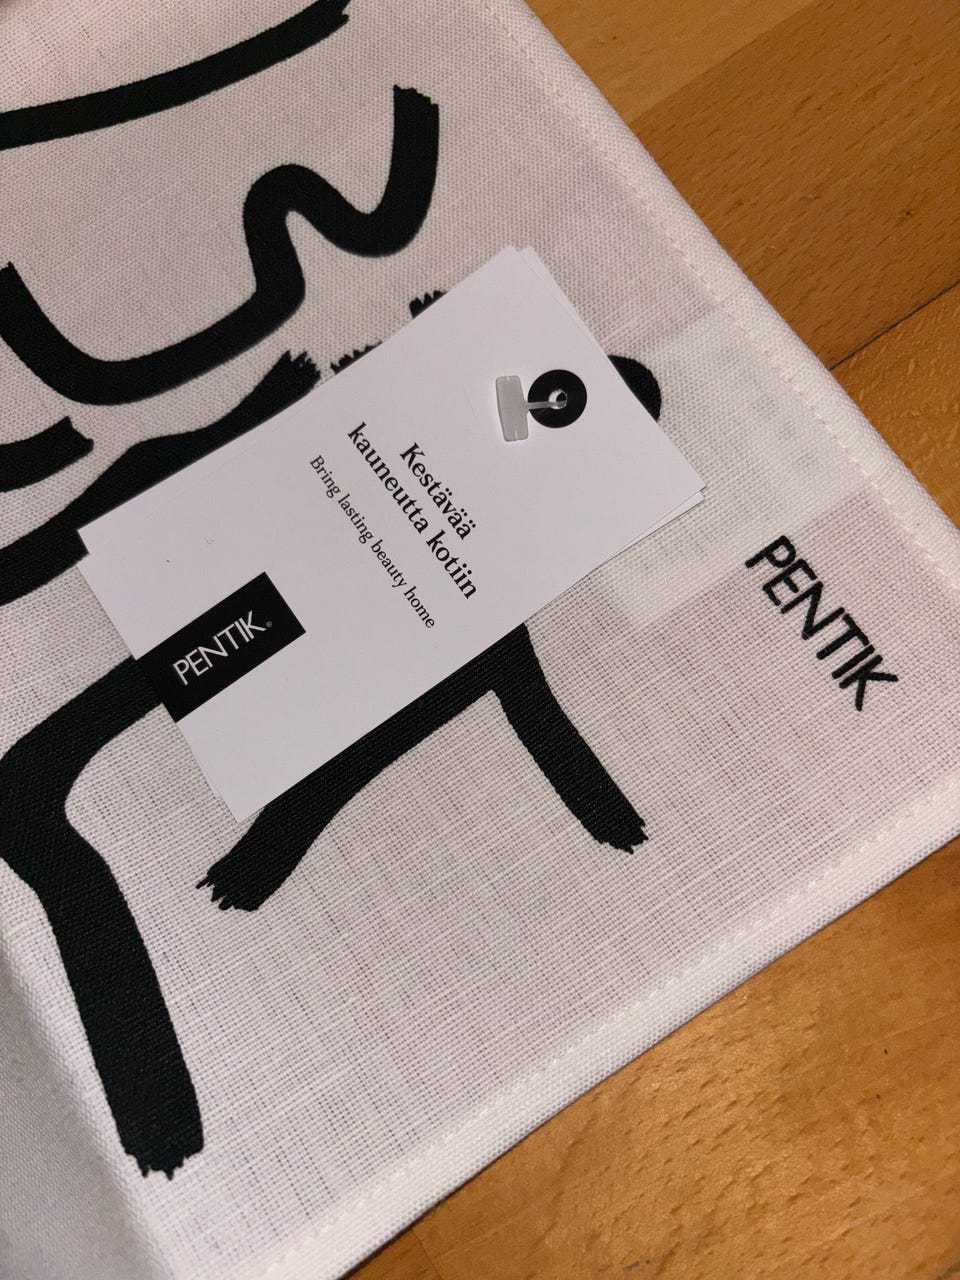 Kestävää
kauneutta kotiin
Bring lasting beauty home
PENTIK®
PENTIK